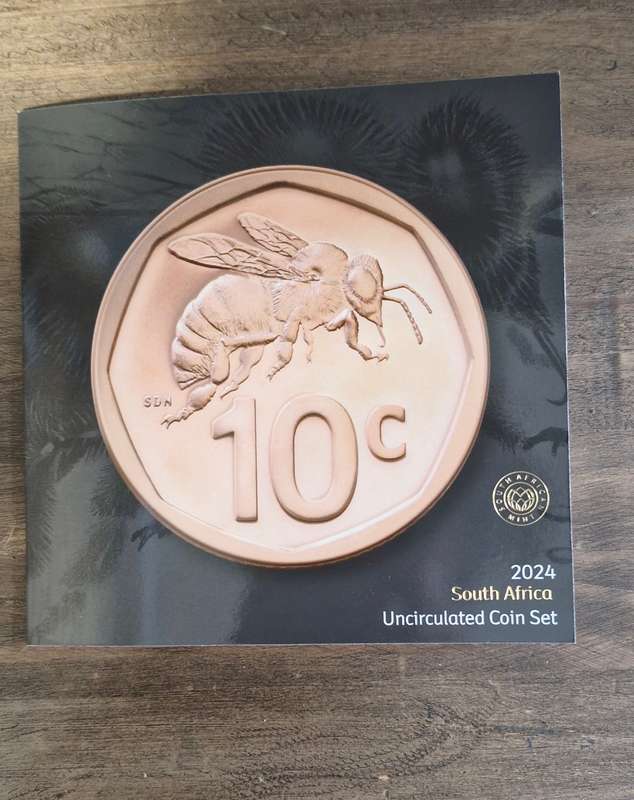 SDN
10c
SOUTH AFRICAN
MINT
2024
South Africa
Uncirculated Coin Set